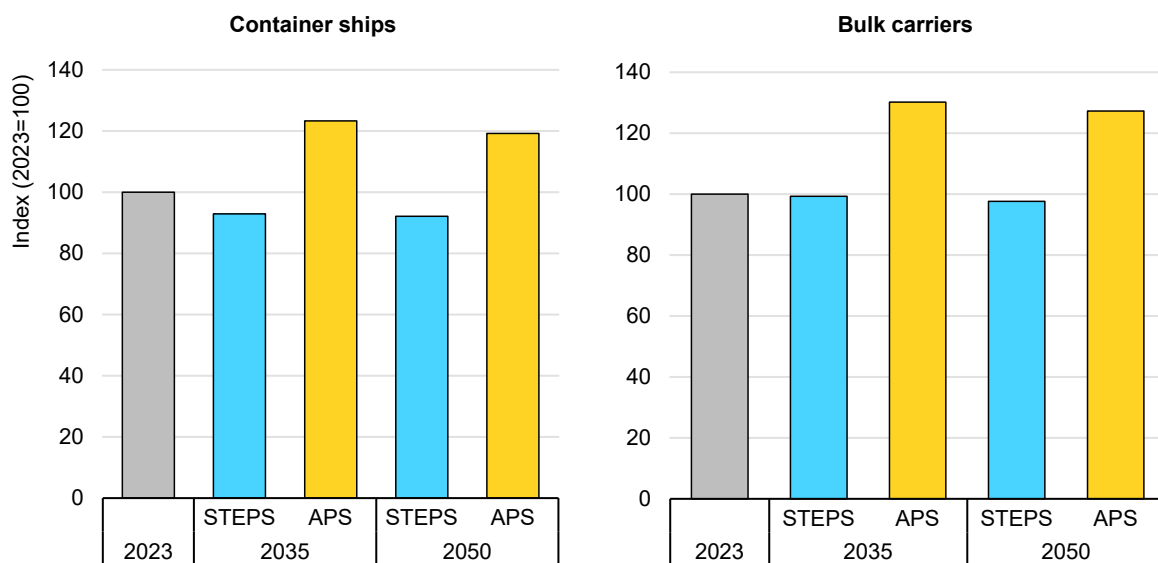 Container ships
Index (2023=100)
140
120
100
80
60
40
20
0
STEPS APS STEPS APS
2023 2035 2050
Bulk carriers
140
120
100
80
60
40
20
0
STEPS APS STEPS APS
2023 2035 2050